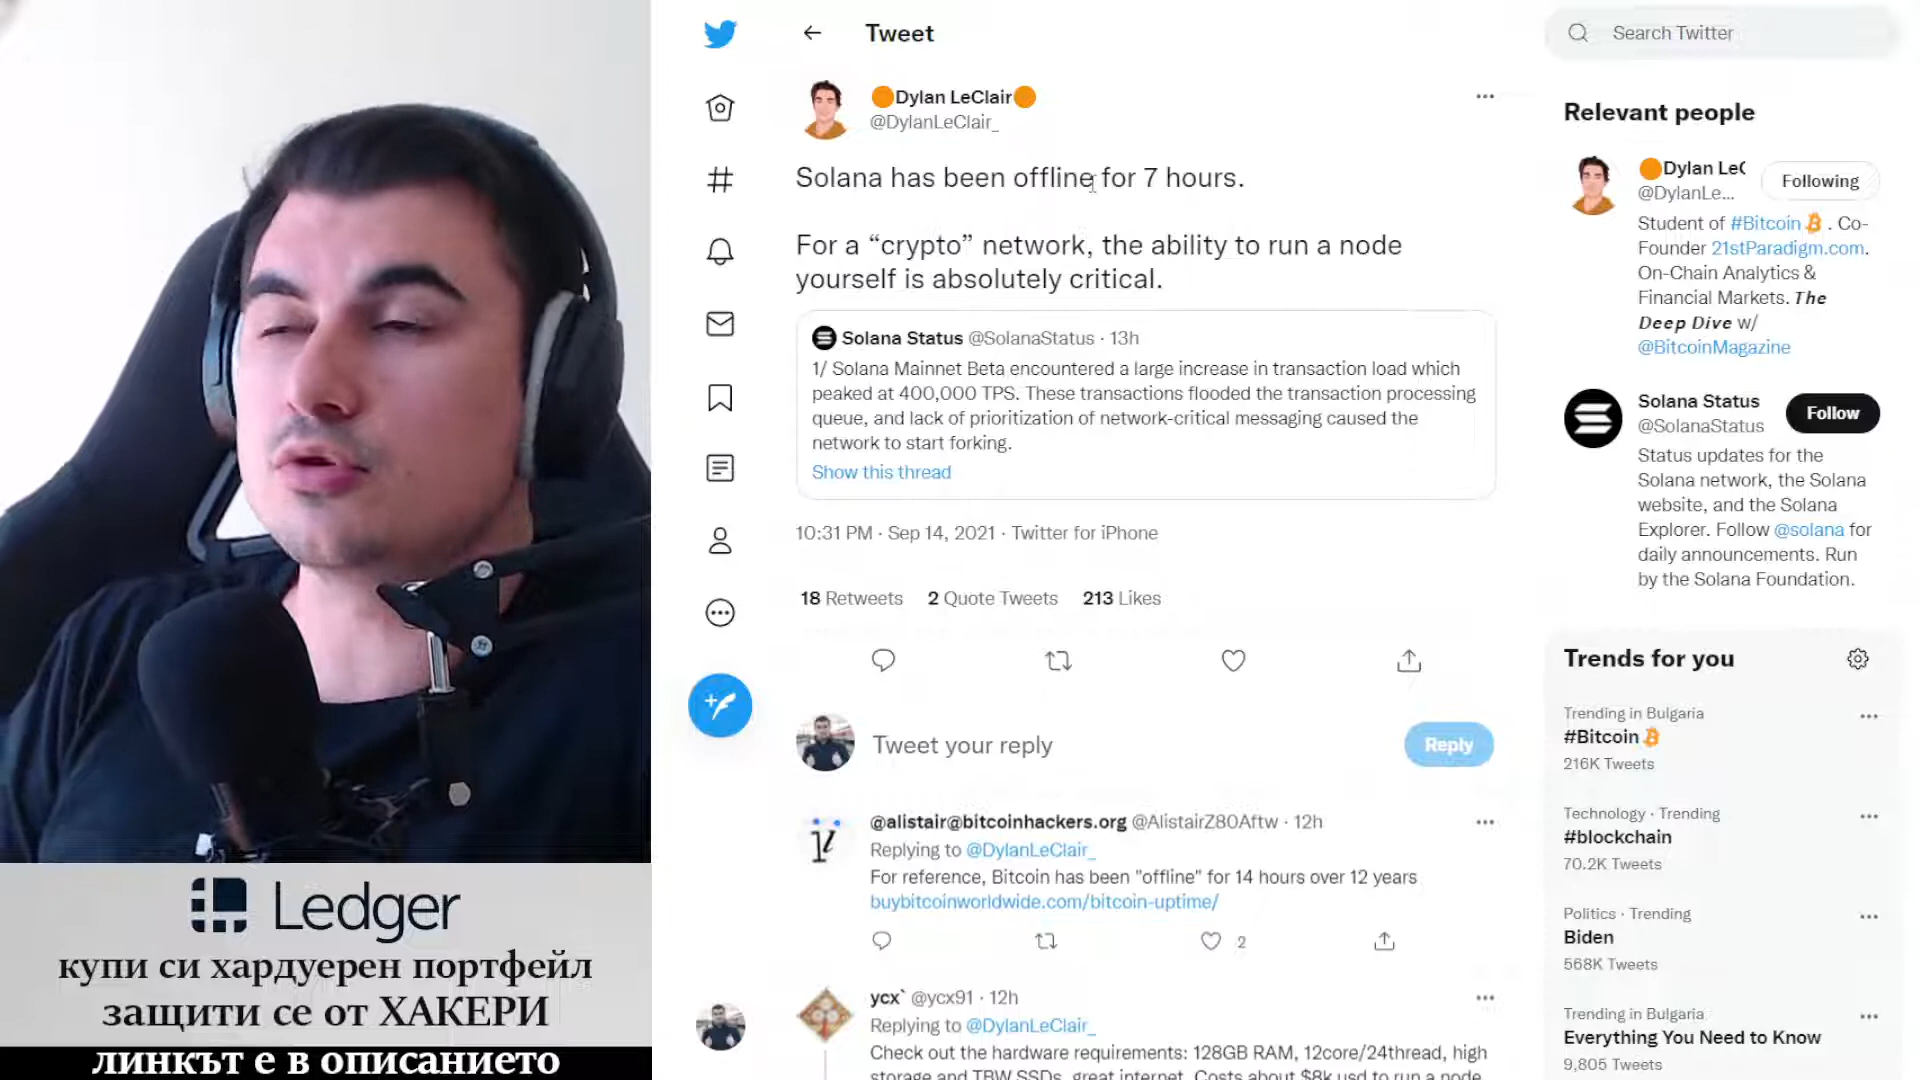 Ledger
купи си хардуерен портфейл
защити се от ХАКЕРИ
линкът е в описанието
Tweet
Dylan LeClair
@DylanLeClair_
Solana has been offline for 7 hours.
For a “crypto” network, the ability to run a node
yourself is absolutely critical.
Solana Status @SolanaStatus · 13h
1/ Solana Mainnet Beta encountered a large increase in transaction load which
peaked at 400,000 TPS. These transactions flooded the transaction processing
queue, and lack of prioritization of network-critical messaging caused the
network to start forking.
Show this thread
10:31 PM · Sep 14, 2021 · Twitter for iPhone
18 Retweets 2 Quote Tweets 213 Likes
Tweet your reply
Reply
@alistair@bitcoinhackers.org @AlistairZ80Aftw · 12h
Replying to @DylanLeClair_
For reference, Bitcoin has been "offline" for 14 hours over 12 years
buybitcoinworldwide.com/bitcoin-uptime/
2
ycx` @ycx91 · 12h
Replying to @DylanLeClair_
Check out the hardware requirements: 128GB RAM, 12core/24thread, high
storage and TBW SSDs, great internet. Costs about $8k usd to run a node
Search Twitter
Relevant people
Dylan LeC
@DylanLe...
Following
Student of #Bitcoin . Co-
Founder 21stParadigm.com.
On-Chain Analytics &
Financial Markets. The
Deep Dive w/
@BitcoinMagazine
Solana Status
@SolanaStatus
Follow
Status updates for the
Solana network, the Solana
website, and the Solana
Explorer. Follow @solana for
daily announcements. Run
by the Solana Foundation.
Trends for you
Trending in Bulgaria
#Bitcoin
216K Tweets
Technology · Trending
#blockchain
70.2K Tweets
Politics · Trending
Biden
568K Tweets
Trending in Bulgaria
Everything You Need to Know
9,805 Tweets